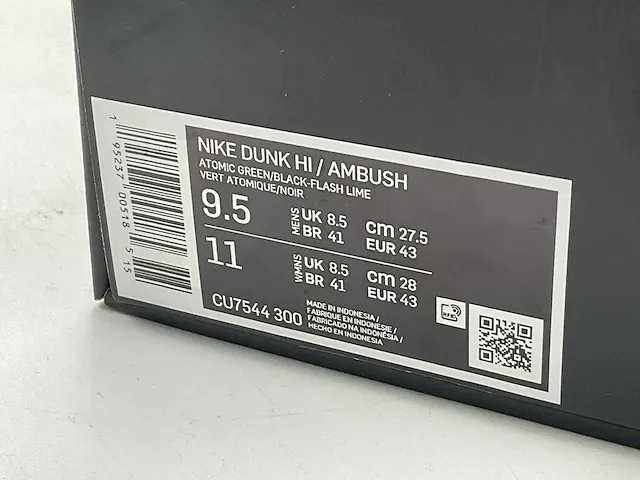 NIKE DUNK HI / AMBUSH
ATOMIC GREEN/BLACK-FLASH LIME
VERT ATOMIQUE/NOIR
9.5 MENS UK 8.5 cm 27.5
BR 41 EUR 43
11 WMNS UK 8.5 cm 28
BR 41 EUR 43
CU7544 300
MADE IN INDONESIA /
FABRIQUE EN INDONESIE /
FABRICADO NA INDONÉSIA /
HECHO EN INDONESIA
1 95237 00518 5 15